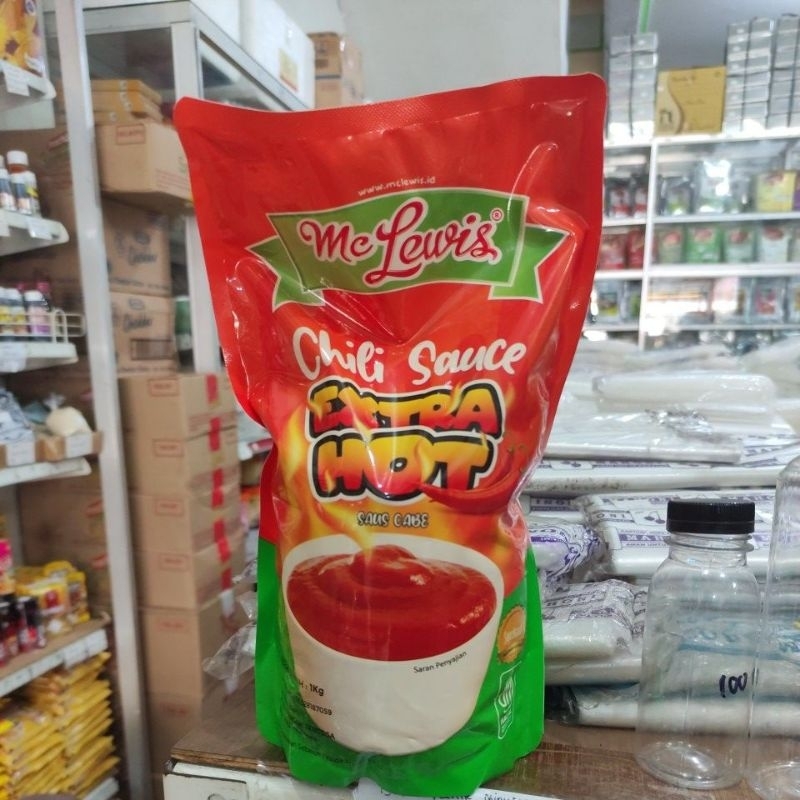 www.mclewis.id
Mc Lewis®
Chili Sauce
EXTRA
HOT
SAUS CABE
Saran Penyajian
: 1Kg
100